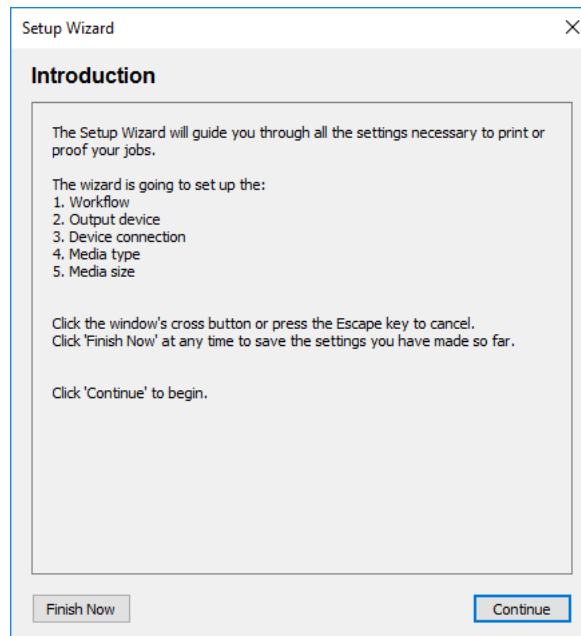 Setup Wizard
Introduction
The Setup Wizard will guide you through all the settings necessary to print or
proof your jobs.
The wizard is going to set up the:
1. Workflow
2. Output device
3. Device connection
4. Media type
5. Media size
Click the window's cross button or press the Escape key to cancel.
Click 'Finish Now' at any time to save the settings you have made so far.
Click 'Continue' to begin.
Finish Now
Continue